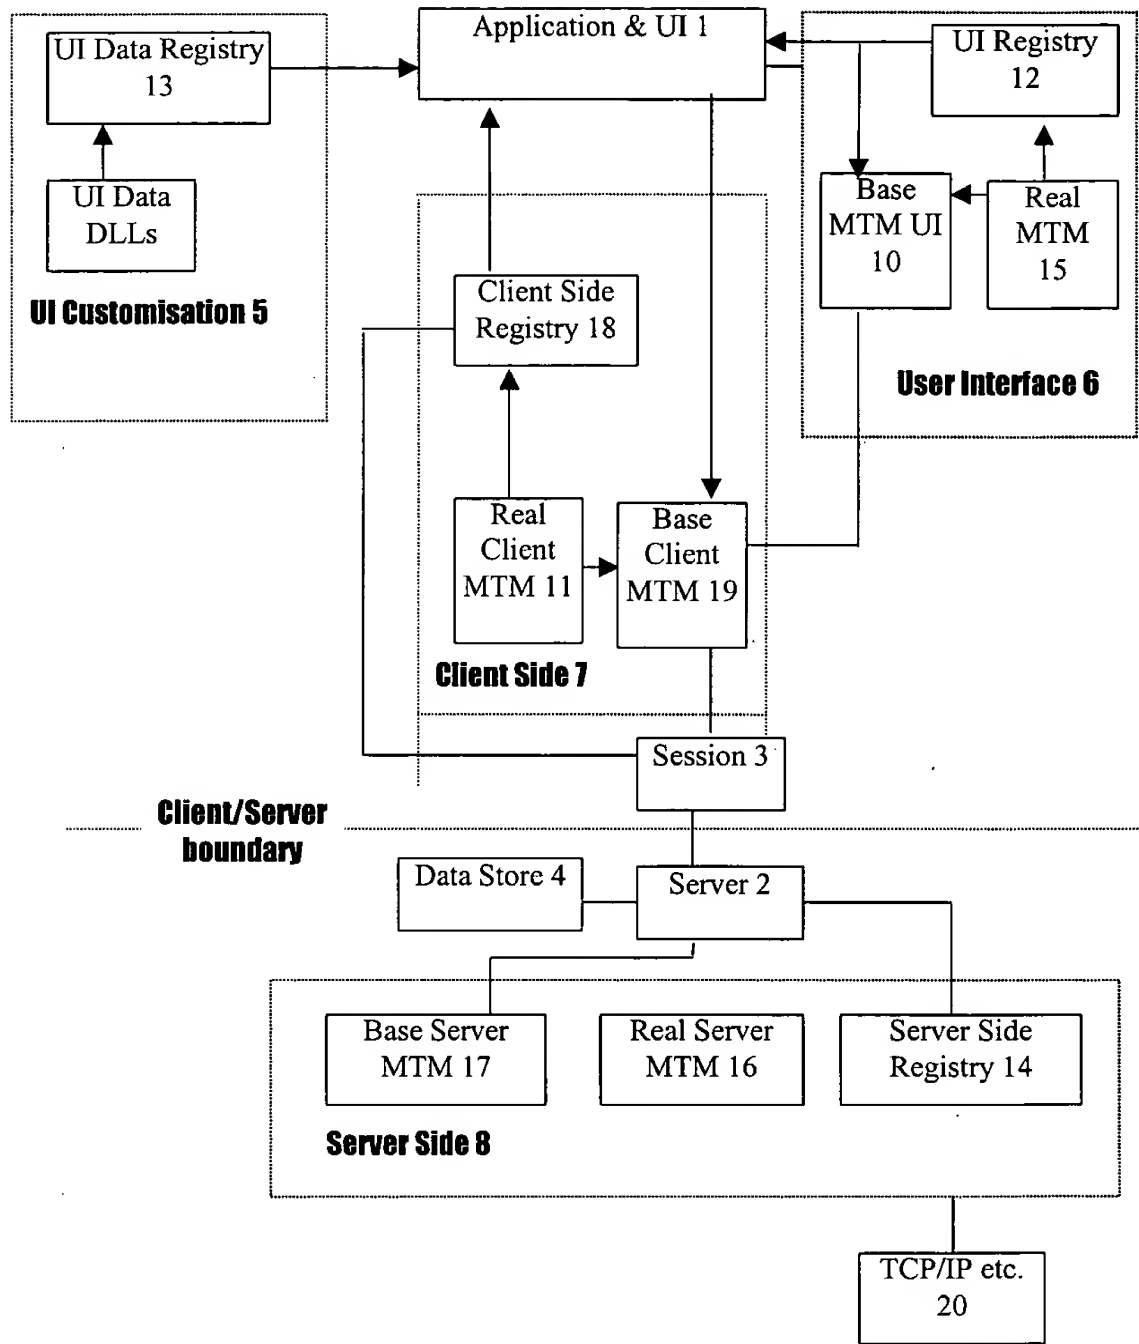 Application & UI 1
UI Data Registry
13
UI Data
DLLs
UI Customisation 5
UI Registry
12
Base
MTM UI
10
Real
MTM
15
User Interface 6
Client Side
Registry 18
Real
Client
MTM 11
Base
Client
MTM 19
Client Side 7
Session 3
Client/Server
boundary
Data Store 4
Server 2
Base Server
MTM 17
Real Server
MTM 16
Server Side
Registry 14
Server Side 8
TCP/IP etc.
20